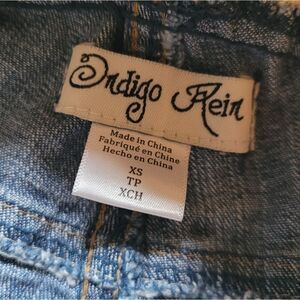 Indigo Rein
Made in China
Fabriqué en Chine
Hecho en China
XS
TP
XCH